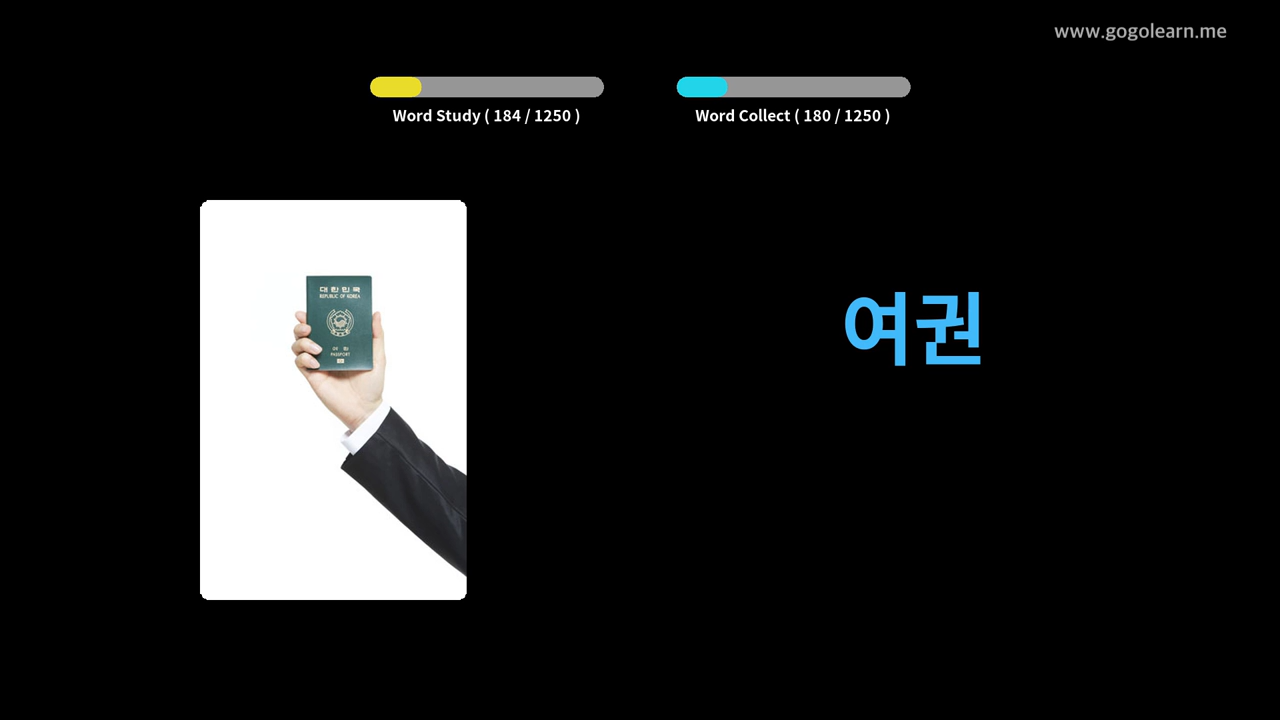 www.gogolearn.me
Word Study ( 184 / 1250 )
Word Collect ( 180 / 1250 )
대한민국
REPUBLIC OF KOREA
여권
PASSPORT
여권